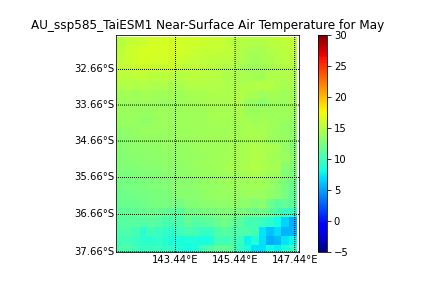 AU_ssp585_TaiESM1 Near-Surface Air Temperature for May
30
25
20
15
10
5
0
−5
32.66°S
33.66°S
34.66°S
35.66°S
36.66°S
37.66°S
143.44°E 145.44°E 147.44°E